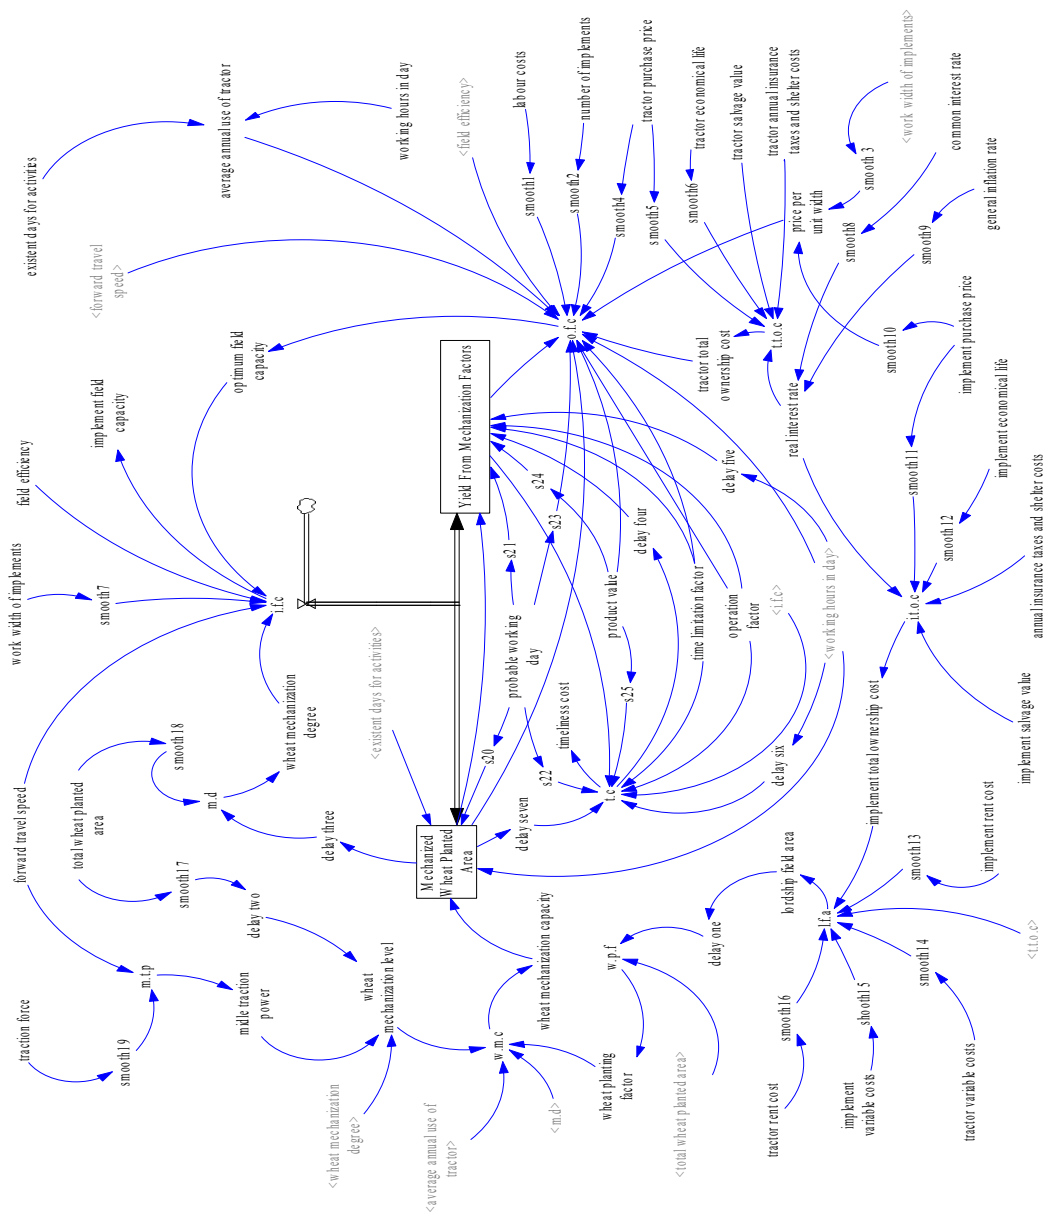 traction force
forward travel speed
work width of implements
field efficiency
existent days for activities
smooth19
total wheat planted
area
smooth7
implement field
capacity
<forward travel
speed>
m.t.p
smooth17
smooth18
midle traction
power
delay two
m.d
wheat mechanization
degree
i.f.c
optimum field
capacity
average annual use of tractor
<wheat mechanization
degree>
wheat
mechanization level
delay three
<existent days for activities>
working hours in day
<average annual use of
tractor>
w.m.c
Mechanized
Wheat Planted
Area
s20
Yield From Mechanization Factors
<field efficiency>
<m.d>
wheat mechanization capacity
delay seven
s22
probable working
day
s21
s23
s24
labour costs
smooth1
timeliness cost
o.f.c
number of implements
smooth2
wheat planting
factor
w.p.f
t.c
s25
product value
delay four
smooth4
tractor purchase price
smooth5
<total wheat planted area>
delay one
time limitation factor
tractor total
ownership cost
tractor economical life
smooth6
operation
factor
delay five
tractor salvage value
tractor rent cost
smooth16
lordship field area
delay six
<i.f.c>
t.t.o.c
tractor annual insurance
taxes and shelter costs
l.f.a
<working hours in day>
real interest rate
price per
unit width
smooth 3
<work width of implements>
implement
variable costs
shooth15
implement total ownership cost
smooth8
common interest rate
smooth10
tractor variable costs
smooth14
smooth13
i.t.o.c
smooth11
smooth9
general inflation rate
implement rent cost
smooth12
implement purchase price
implement economical life
<t.t.o.c>
implement salvage value
annual insurance taxes and shelter costs